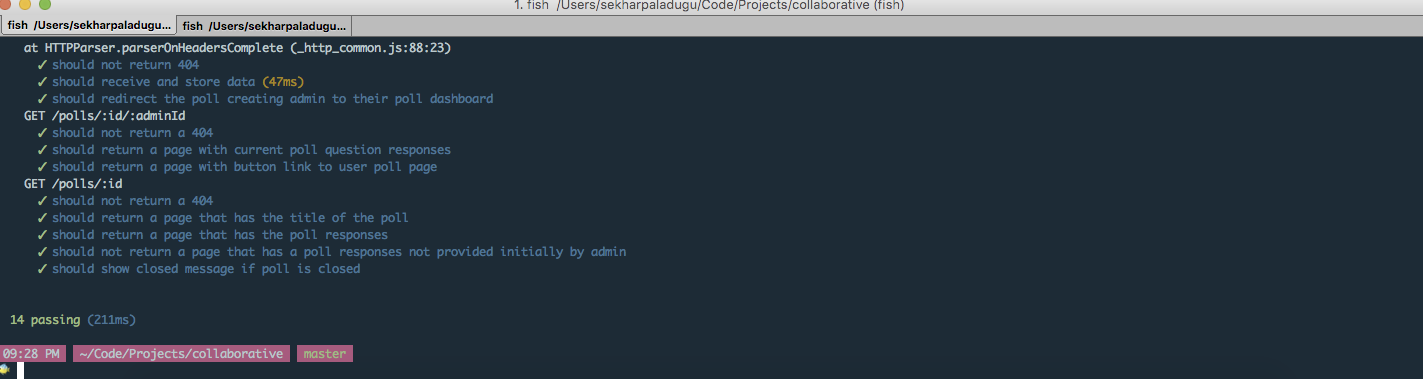 1. fish /Users/sekharpaladugu/Code/Projects/collaborative (fish)
fish /Users/sekharpaladugu... fish /Users/sekharpaladugu...
at HTTPParser.parserOnHeadersComplete (_http_common.js:88:23)
✓ should not return 404
✓ should receive and store data (47ms)
✓ should redirect the poll creating admin to their poll dashboard
GET /polls/:id/:adminId
✓ should not return a 404
✓ should return a page with current poll question responses
✓ should return a page with button link to user poll page
GET /polls/:id
✓ should not return a 404
✓ should return a page that has the title of the poll
✓ should return a page that has the poll responses
✓ should not return a page that has a poll responses not provided initially by admin
✓ should show closed message if poll is closed
14 passing (211ms)
09:28 PM ~/Code/Projects/collaborative master